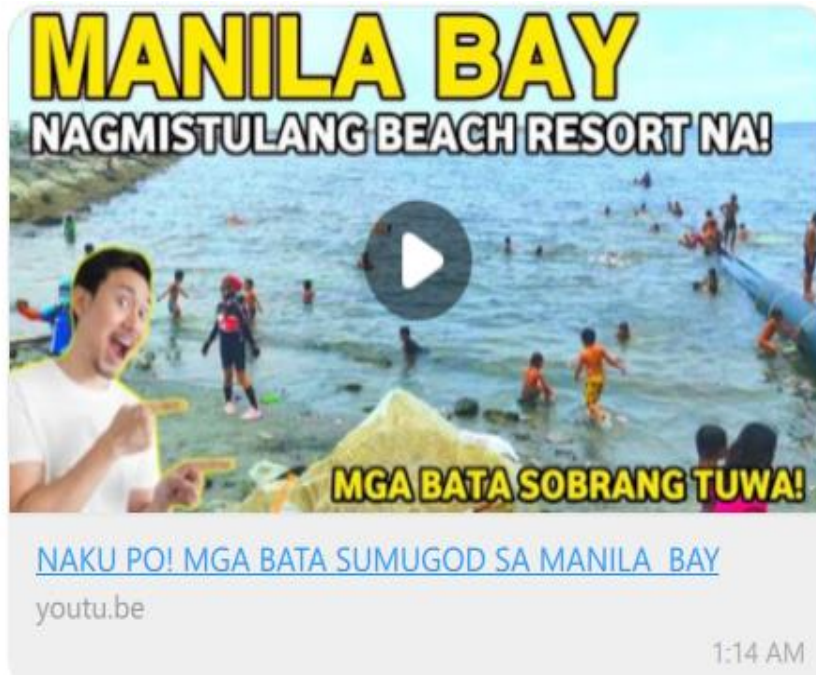 MANILA BAY
NAGMISTULANG BEACH RESORT NA!
MGA BATA SOBRANG TUWA!
NAKU PO! MGA BATA SUMUGOD SA MANILA BAY
youtu.be
1:14 AM